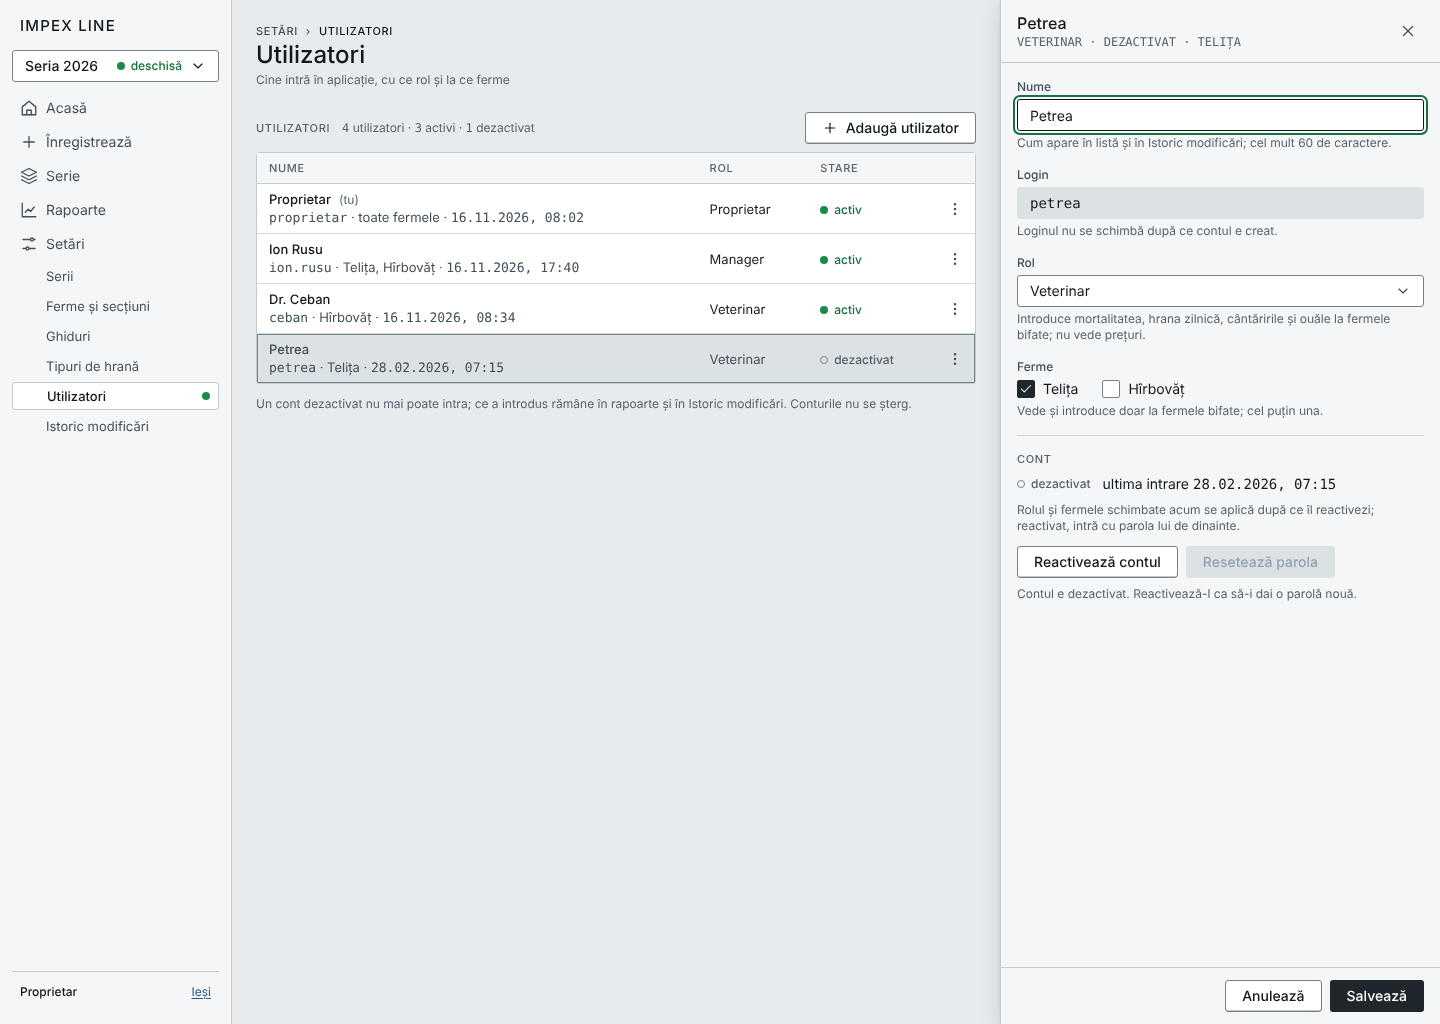 IMPEX LINE
Seria 2026 deschisă
Acasă
Înregistrează
Serie
Rapoarte
Setări
Serii
Ferme și secțiuni
Ghiduri
Tipuri de hrană
Utilizatori
Istoric modificări
Proprietar Ieși
SETĂRI › UTILIZATORI
Utilizatori
Cine intră în aplicație, cu ce rol și la ce ferme
UTILIZATORI 4 utilizatori · 3 activi · 1 dezactivat
Adaugă utilizator
NUME ROL STARE
Proprietar (tu)
proprietar · toate fermele · 16.11.2026, 08:02
Proprietar activ
Ion Rusu
ion.rusu · Telița, Hîrbovăț · 16.11.2026, 17:40
Manager activ
Dr. Ceban
ceban · Hîrbovăț · 16.11.2026, 08:34
Veterinar activ
Petrea
petrea · Telița · 28.02.2026, 07:15
Veterinar dezactivat
Un cont dezactivat nu mai poate intra; ce a introdus rămâne în rapoarte și în Istoric modificări. Conturile nu se șterg.
Petrea
VETERINAR · DEZACTIVAT · TELIȚA
Nume
Petrea
Cum apare în listă și în Istoric modificări; cel mult 60 de caractere.
Login
petrea
Loginul nu se schimbă după ce contul e creat.
Rol
Veterinar
Introduce mortalitatea, hrana zilnică, cântăririle și ouăle la fermele
bifate; nu vede prețuri.
Ferme
Telița Hîrbovăț
Vede și introduce doar la fermele bifate; cel puțin una.
CONT
dezactivat ultima intrare 28.02.2026, 07:15
Rolul și fermele schimbate acum se aplică după ce îl reactivezi;
reactivat, intră cu parola lui de dinainte.
Reactivează contul Resetează parola
Contul e dezactivat. Reactivează-l ca să-i dai o parolă nouă.
Anulează Salvează